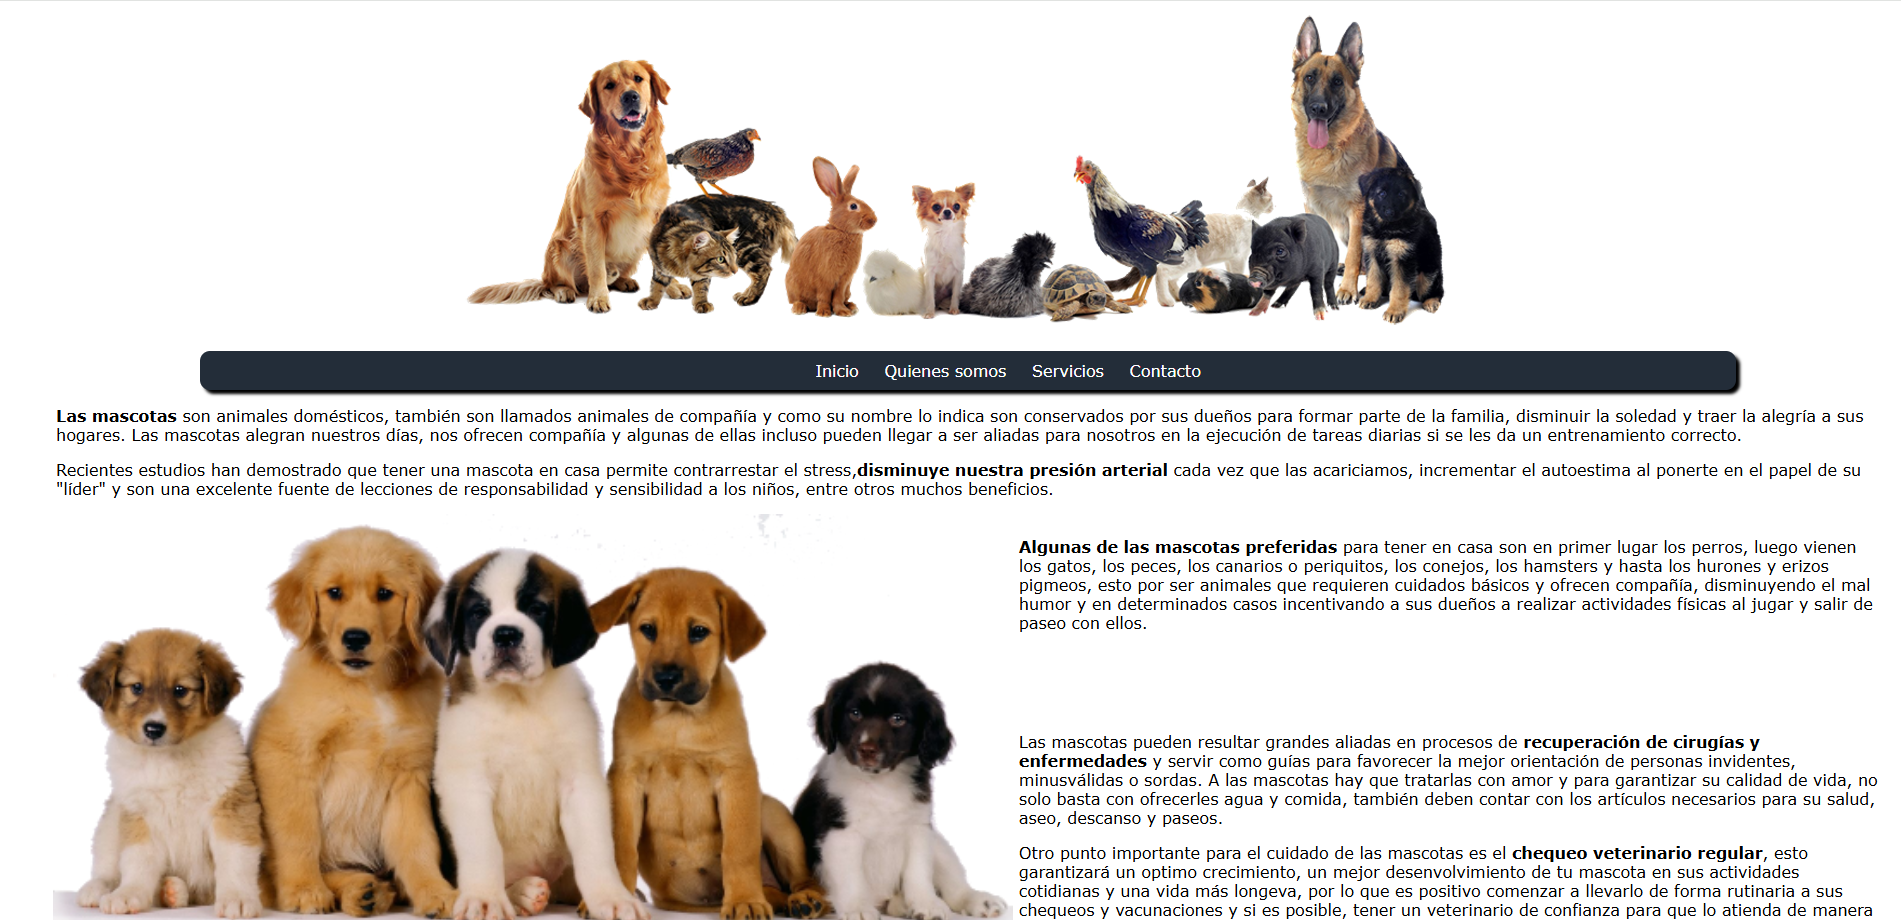 Inicio Quienes somos Servicios Contacto
Las mascotas son animales domésticos, también son llamados animales de compañía y como su nombre lo indica son conservados por sus dueños para formar parte de la familia, disminuir la soledad y traer la alegría a sus
hogares. Las mascotas alegran nuestros días, nos ofrecen compañía y algunas de ellas incluso pueden llegar a ser aliadas para nosotros en la ejecución de tareas diarias si se les da un entrenamiento correcto.
Recientes estudios han demostrado que tener una mascota en casa permite contrarrestar el stress,disminuye nuestra presión arterial cada vez que las acariciamos, incrementar el autoestima al ponerte en el papel de su
"líder" y son una excelente fuente de lecciones de responsabilidad y sensibilidad a los niños, entre otros muchos beneficios.
Algunas de las mascotas preferidas para tener en casa son en primer lugar los perros, luego vienen
los gatos, los peces, los canarios o periquitos, los conejos, los hamsters y hasta los hurones y erizos
pigmeos, esto por ser animales que requieren cuidados básicos y ofrecen compañía, disminuyendo el mal
humor y en determinados casos incentivando a sus dueños a realizar actividades físicas al jugar y salir de
paseo con ellos.
Las mascotas pueden resultar grandes aliadas en procesos de recuperación de cirugías y
enfermedades y servir como guías para favorecer la mejor orientación de personas invidentes,
minusválidas o sordas. A las mascotas hay que tratarlas con amor y para garantizar su calidad de vida, no
solo basta con ofrecerles agua y comida, también deben contar con los artículos necesarios para su salud,
aseo, descanso y paseos.
Otro punto importante para el cuidado de las mascotas es el chequeo veterinario regular, esto
garantizará un optimo crecimiento, un mejor desenvolvimiento de tu mascota en sus actividades
cotidianas y una vida más longeva, por lo que es positivo comenzar a llevarlo de forma rutinaria a sus
chequeos y vacunaciones y si es posible, tener un veterinario de confianza para que lo atienda de manera